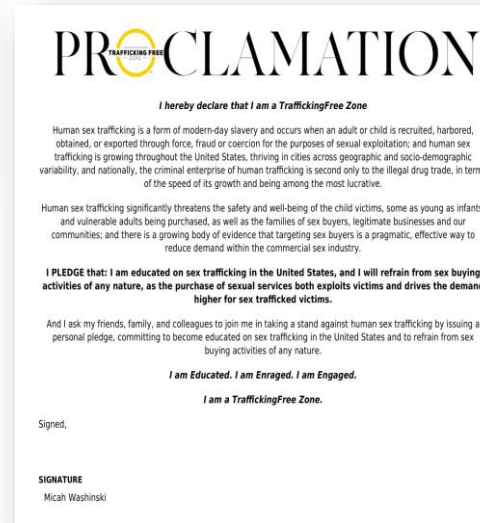 PROCLAMATION
TRAFFICKING FREE
ZONE
I hereby declare that I am a TraffickingFree Zone
Human sex trafficking is a form of modern-day slavery and occurs when an adult or child is recruited, harbored,
obtained, or exported through force, fraud or coercion for the purposes of sexual exploitation; and human sex
trafficking is growing throughout the United States, thriving in cities across geographic and socio-demographic
variability, and nationally, the criminal enterprise of human trafficking is second only to the illegal drug trade, in term
of the speed of its growth and being among the most lucrative.
Human sex trafficking significantly threatens the safety and well-being of the child victims, some as young as infants
and vulnerable adults being purchased, as well as the families of sex buyers, legitimate businesses and our
communities; and there is a growing body of evidence that targeting sex buyers is a pragmatic, effective way to
reduce demand within the commercial sex industry.
I PLEDGE that: I am educated on sex trafficking in the United States, and I will refrain from sex buying
activities of any nature, as the purchase of sexual services both exploits victims and drives the deman
higher for sex trafficked victims.
And I ask my friends, family, and colleagues to join me in taking a stand against human sex trafficking by issuing a
personal pledge, committing to become educated on sex trafficking in the United States and to refrain from sex
buying activities of any nature.
I am Educated. I am Enraged. I am Engaged.
I am a TraffickingFree Zone.
Signed,
SIGNATURE
Micah Washinski